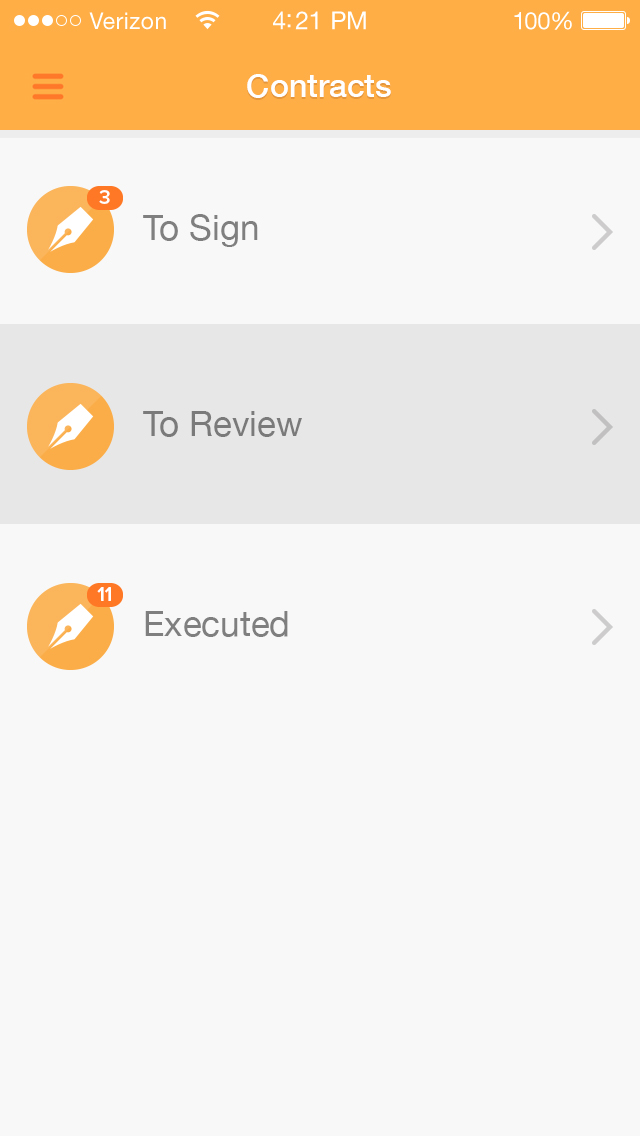 Verizon 4:21 PM 100%
Contracts
3
To Sign
To Review
11
Executed